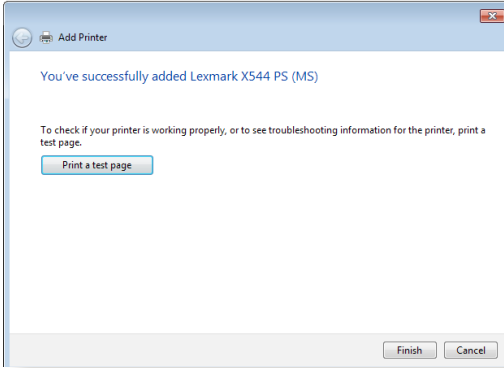 Add Printer
You've successfully added Lexmark X544 PS (MS)
To check if your printer is working properly, or to see troubleshooting information for the printer, print a
test page.
Print a test page
Finish Cancel